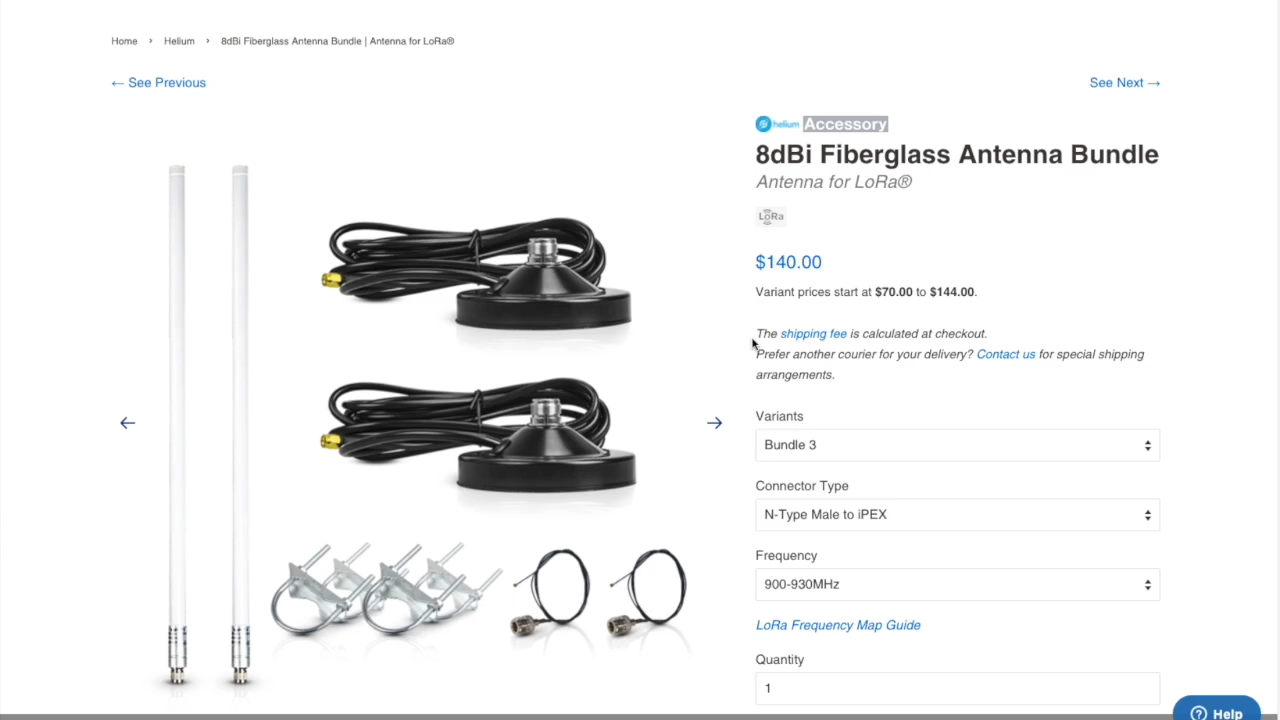 Home › Helium › 8dBi Fiberglass Antenna Bundle | Antenna for LoRa®
← See Previous
See Next →
helium Accessory
8dBi Fiberglass Antenna Bundle
Antenna for LoRa®
LoRa
$140.00
Variant prices start at $70.00 to $144.00.
The shipping fee is calculated at checkout.
Prefer another courier for your delivery? Contact us for special shipping
arrangements.
Variants
Bundle 3
Connector Type
N-Type Male to iPEX
Frequency
900-930MHz
LoRa Frequency Map Guide
Quantity
1
Help